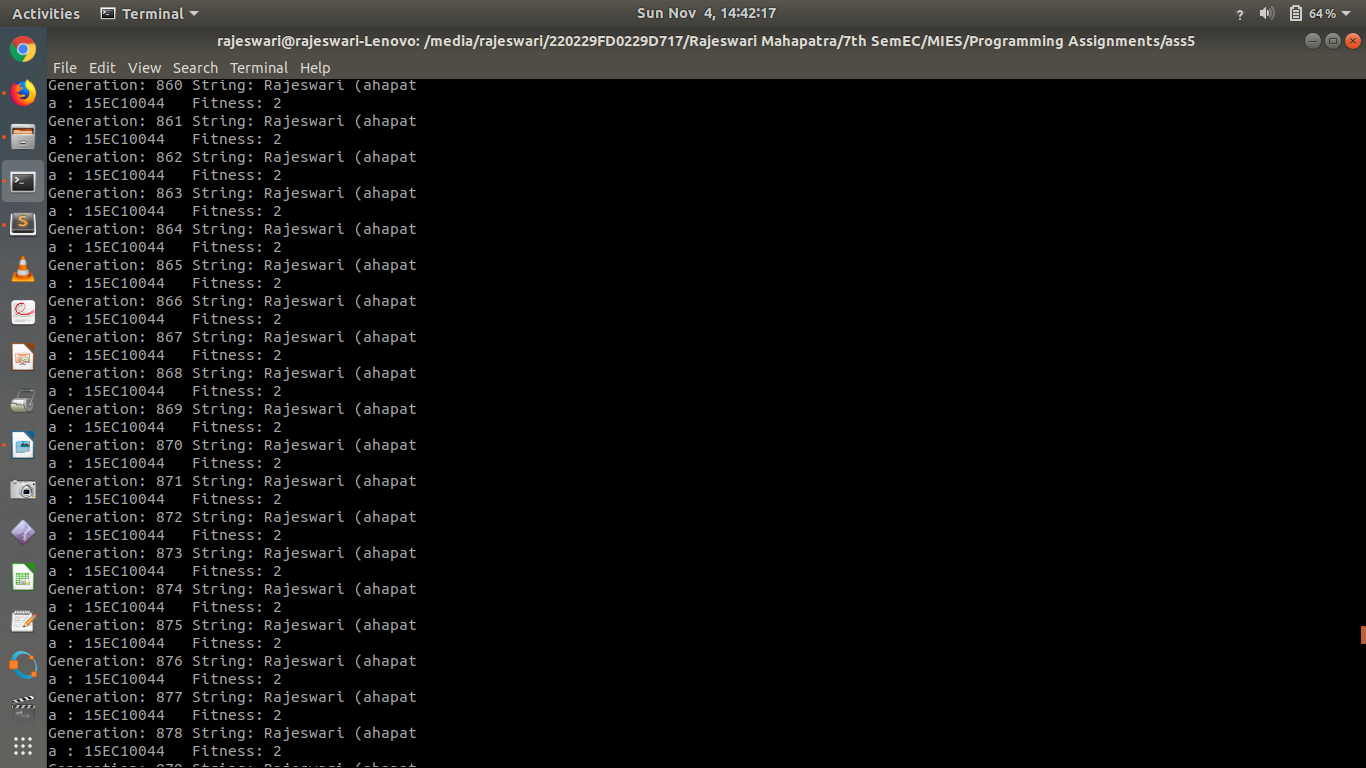 Activities Terminal Sun Nov 4, 14:42:17 ? 64%
rajeswari@rajeswari-Lenovo: /media/rajeswari/220229FD0229D717/Rajeswari Mahapatra/7th SemEC/MIES/Programming Assignments/ass5
File Edit View Search Terminal Help
Generation: 860 String: Rajeswari (ahapat
a : 15EC10044   Fitness: 2
Generation: 861 String: Rajeswari (ahapat
a : 15EC10044   Fitness: 2
Generation: 862 String: Rajeswari (ahapat
a : 15EC10044   Fitness: 2
Generation: 863 String: Rajeswari (ahapat
a : 15EC10044   Fitness: 2
Generation: 864 String: Rajeswari (ahapat
a : 15EC10044   Fitness: 2
Generation: 865 String: Rajeswari (ahapat
a : 15EC10044   Fitness: 2
Generation: 866 String: Rajeswari (ahapat
a : 15EC10044   Fitness: 2
Generation: 867 String: Rajeswari (ahapat
a : 15EC10044   Fitness: 2
Generation: 868 String: Rajeswari (ahapat
a : 15EC10044   Fitness: 2
Generation: 869 String: Rajeswari (ahapat
a : 15EC10044   Fitness: 2
Generation: 870 String: Rajeswari (ahapat
a : 15EC10044   Fitness: 2
Generation: 871 String: Rajeswari (ahapat
a : 15EC10044   Fitness: 2
Generation: 872 String: Rajeswari (ahapat
a : 15EC10044   Fitness: 2
Generation: 873 String: Rajeswari (ahapat
a : 15EC10044   Fitness: 2
Generation: 874 String: Rajeswari (ahapat
a : 15EC10044   Fitness: 2
Generation: 875 String: Rajeswari (ahapat
a : 15EC10044   Fitness: 2
Generation: 876 String: Rajeswari (ahapat
a : 15EC10044   Fitness: 2
Generation: 877 String: Rajeswari (ahapat
a : 15EC10044   Fitness: 2
Generation: 878 String: Rajeswari (ahapat
a : 15EC10044   Fitness: 2